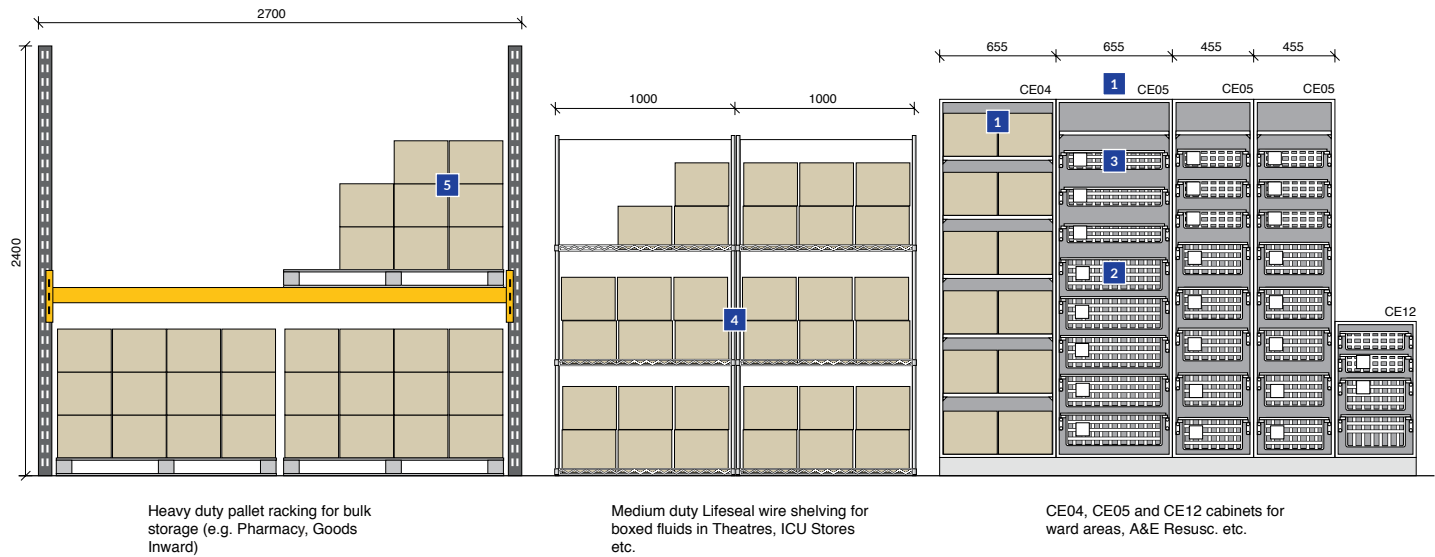 2700
2400
5
1000
1000
4
655
655
455
455
CE04
1
CE05
CE05
CE05
1
3
2
CE12
Heavy duty pallet racking for bulk
storage (e.g. Pharmacy, Goods
Inward)
Medium duty Lifeseal wire shelving for
boxed fluids in Theatres, ICU Stores
etc.
CE04, CE05 and CE12 cabinets for
ward areas, A&E Resusc. etc.